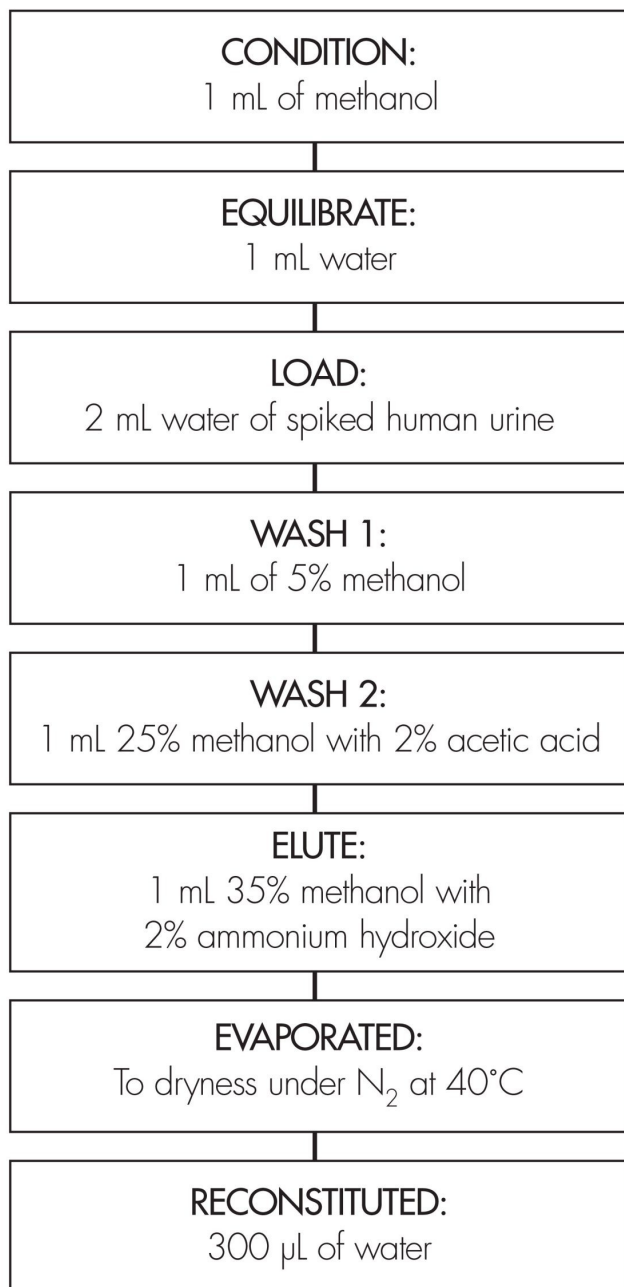 CONDITION:
1 mL of methanol
EQUILIBRATE:
1 mL water
LOAD:
2 mL water of spiked human urine
WASH 1:
1 mL of 5% methanol
WASH 2:
1 mL 25% methanol with 2% acetic acid
ELUTE:
1 mL 35% methanol with
2% ammonium hydroxide
EVAPORATED:
To dryness under N₂ at 40˚C
RECONSTITUTED:
300 µL of water